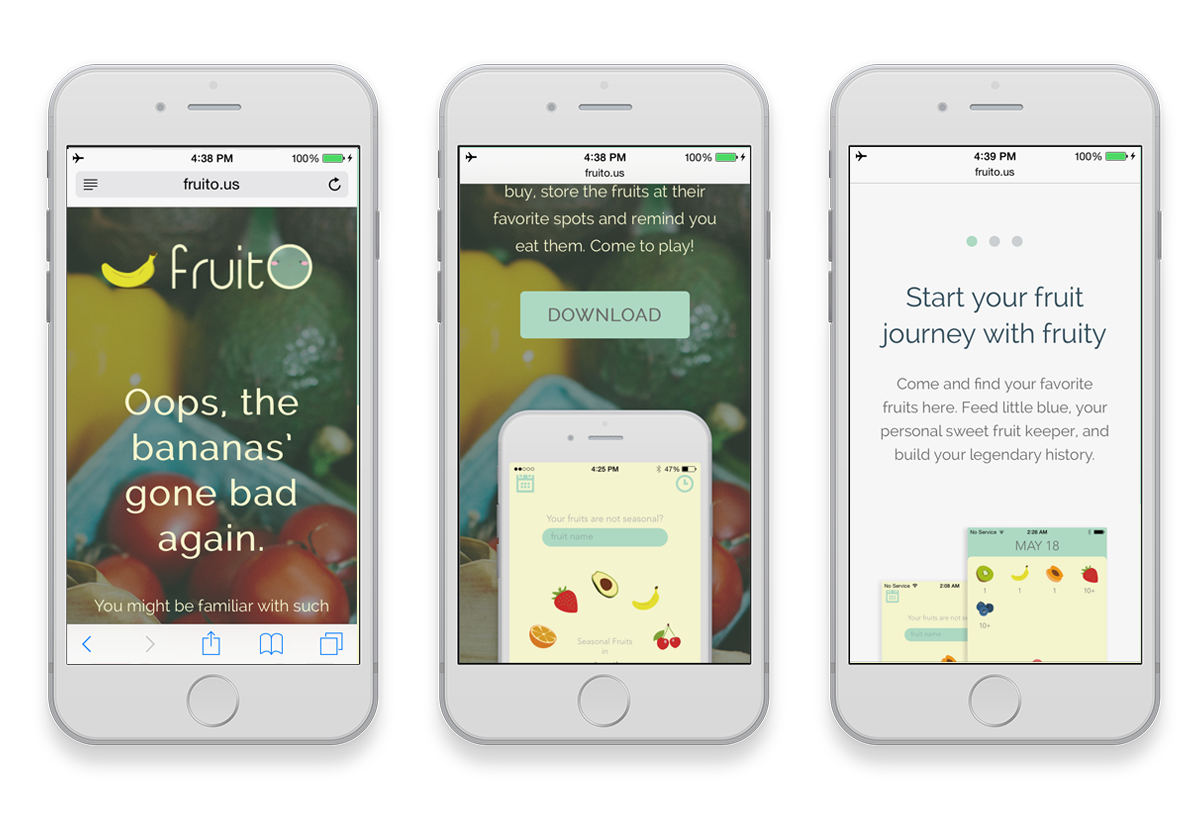 4:38 PM
100%
fruito.us
fruitO
Oops, the
bananas’
gone bad
again.
You might be familiar with such
4:38 PM
100%
fruito.us
buy, store the fruits at their
favorite spots and remind you
eat them. Come to play!
DOWNLOAD
4:25 PM
47%
Your fruits are not seasonal?
fruit name
Seasonal Fruits
in
4:39 PM
100%
fruito.us
Start your fruit
journey with fruity
Come and find your favorite
fruits here. Feed little blue, your
personal sweet fruit keeper, and
build your legendary history.
No Service
2:08 AM
Your fruits are not se
fruit name
No Service
2:28 AM
MAY 18
1
1
1
10+
10+